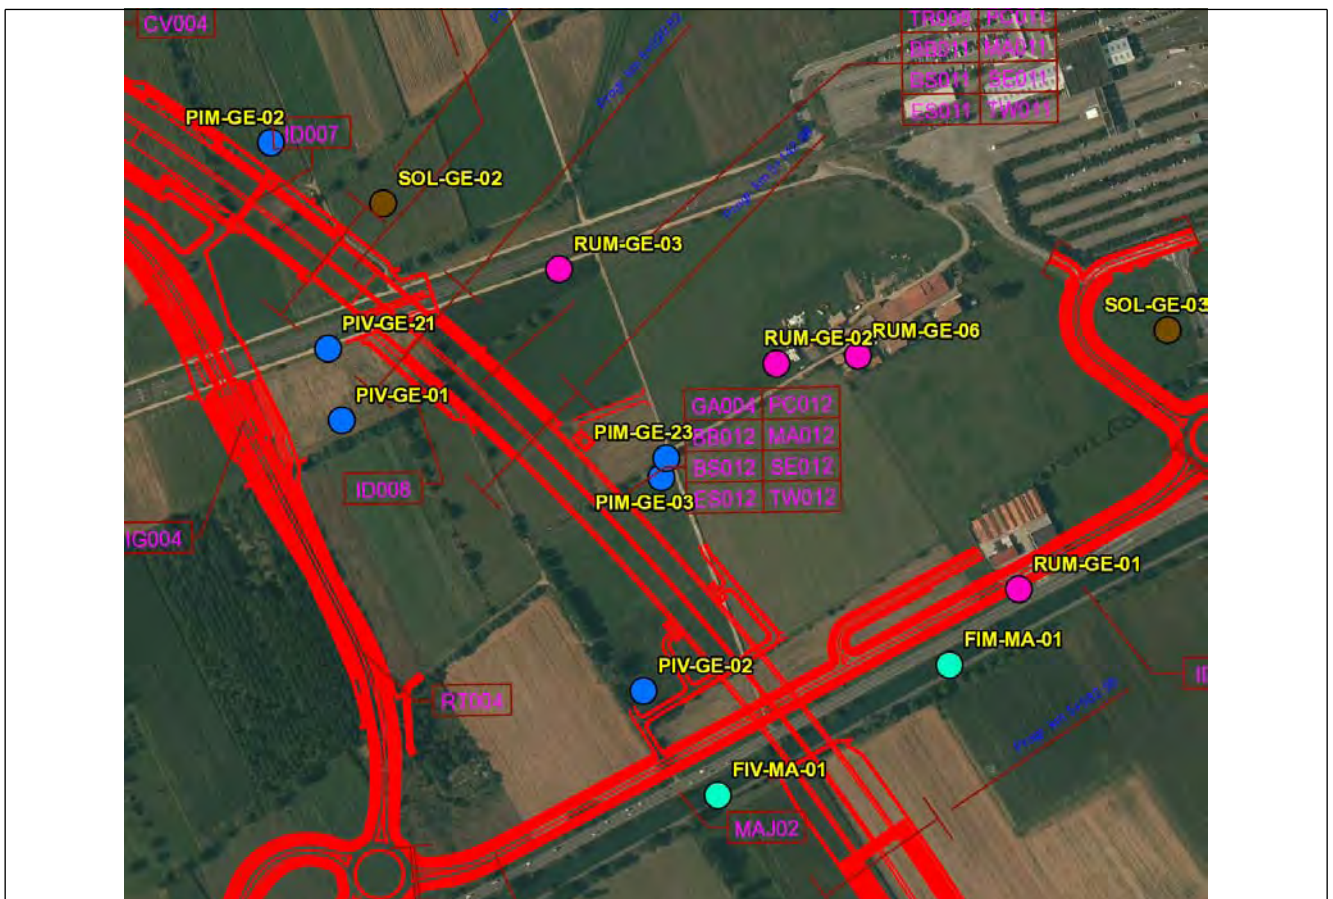 CV004
TR008 PC011
BB011 MA011
BS011 SE011
ES011 TW011
PIM-GE-02
ID007
SOL-GE-02
RUM-GE-03
SOL-GE-03
PIV-GE-21
RUM-GE-02
RUM-GE-06
PIV-GE-01
GA004 PC012
PIM-GE-23
BB012 MA012
BS012 SE012
ID008
PIM-GE-03
ES012 TW012
IG004
RUM-GE-01
FIM-MA-01
PIV-GE-02
RT004
FIV-MA-01
MAJ02